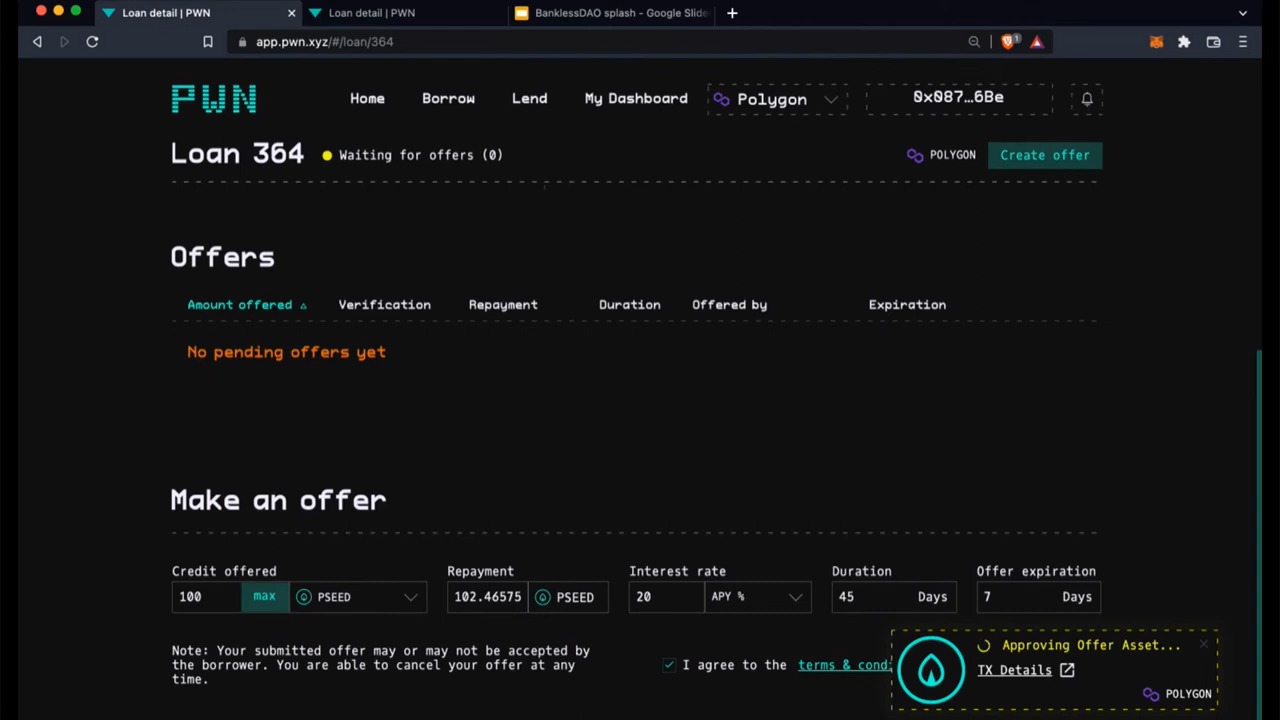 Loan detail | PWN
Loan detail | PWN
BanklessDAO splash - Google Slide
app.pwn.xyz/#/loan/364
1
PWN
Home
Borrow
Lend
My Dashboard
Polygon
0x087...6Be
Loan 364
Waiting for offers (0)
POLYGON
Create offer
Offers
Amount offered
Verification
Repayment
Duration
Offered by
Expiration
No pending offers yet
Make an offer
Credit offered
Repayment
Interest rate
Duration
Offer expiration
100
max
PSEED
102.46575
PSEED
20
APY %
45
Days
7
Days
Note: Your submitted offer may or may not be accepted by
the borrower. You are able to cancel your offer at any
time.
I agree to the terms & cond
Approving Offer Asset...
TX Details
POLYGON